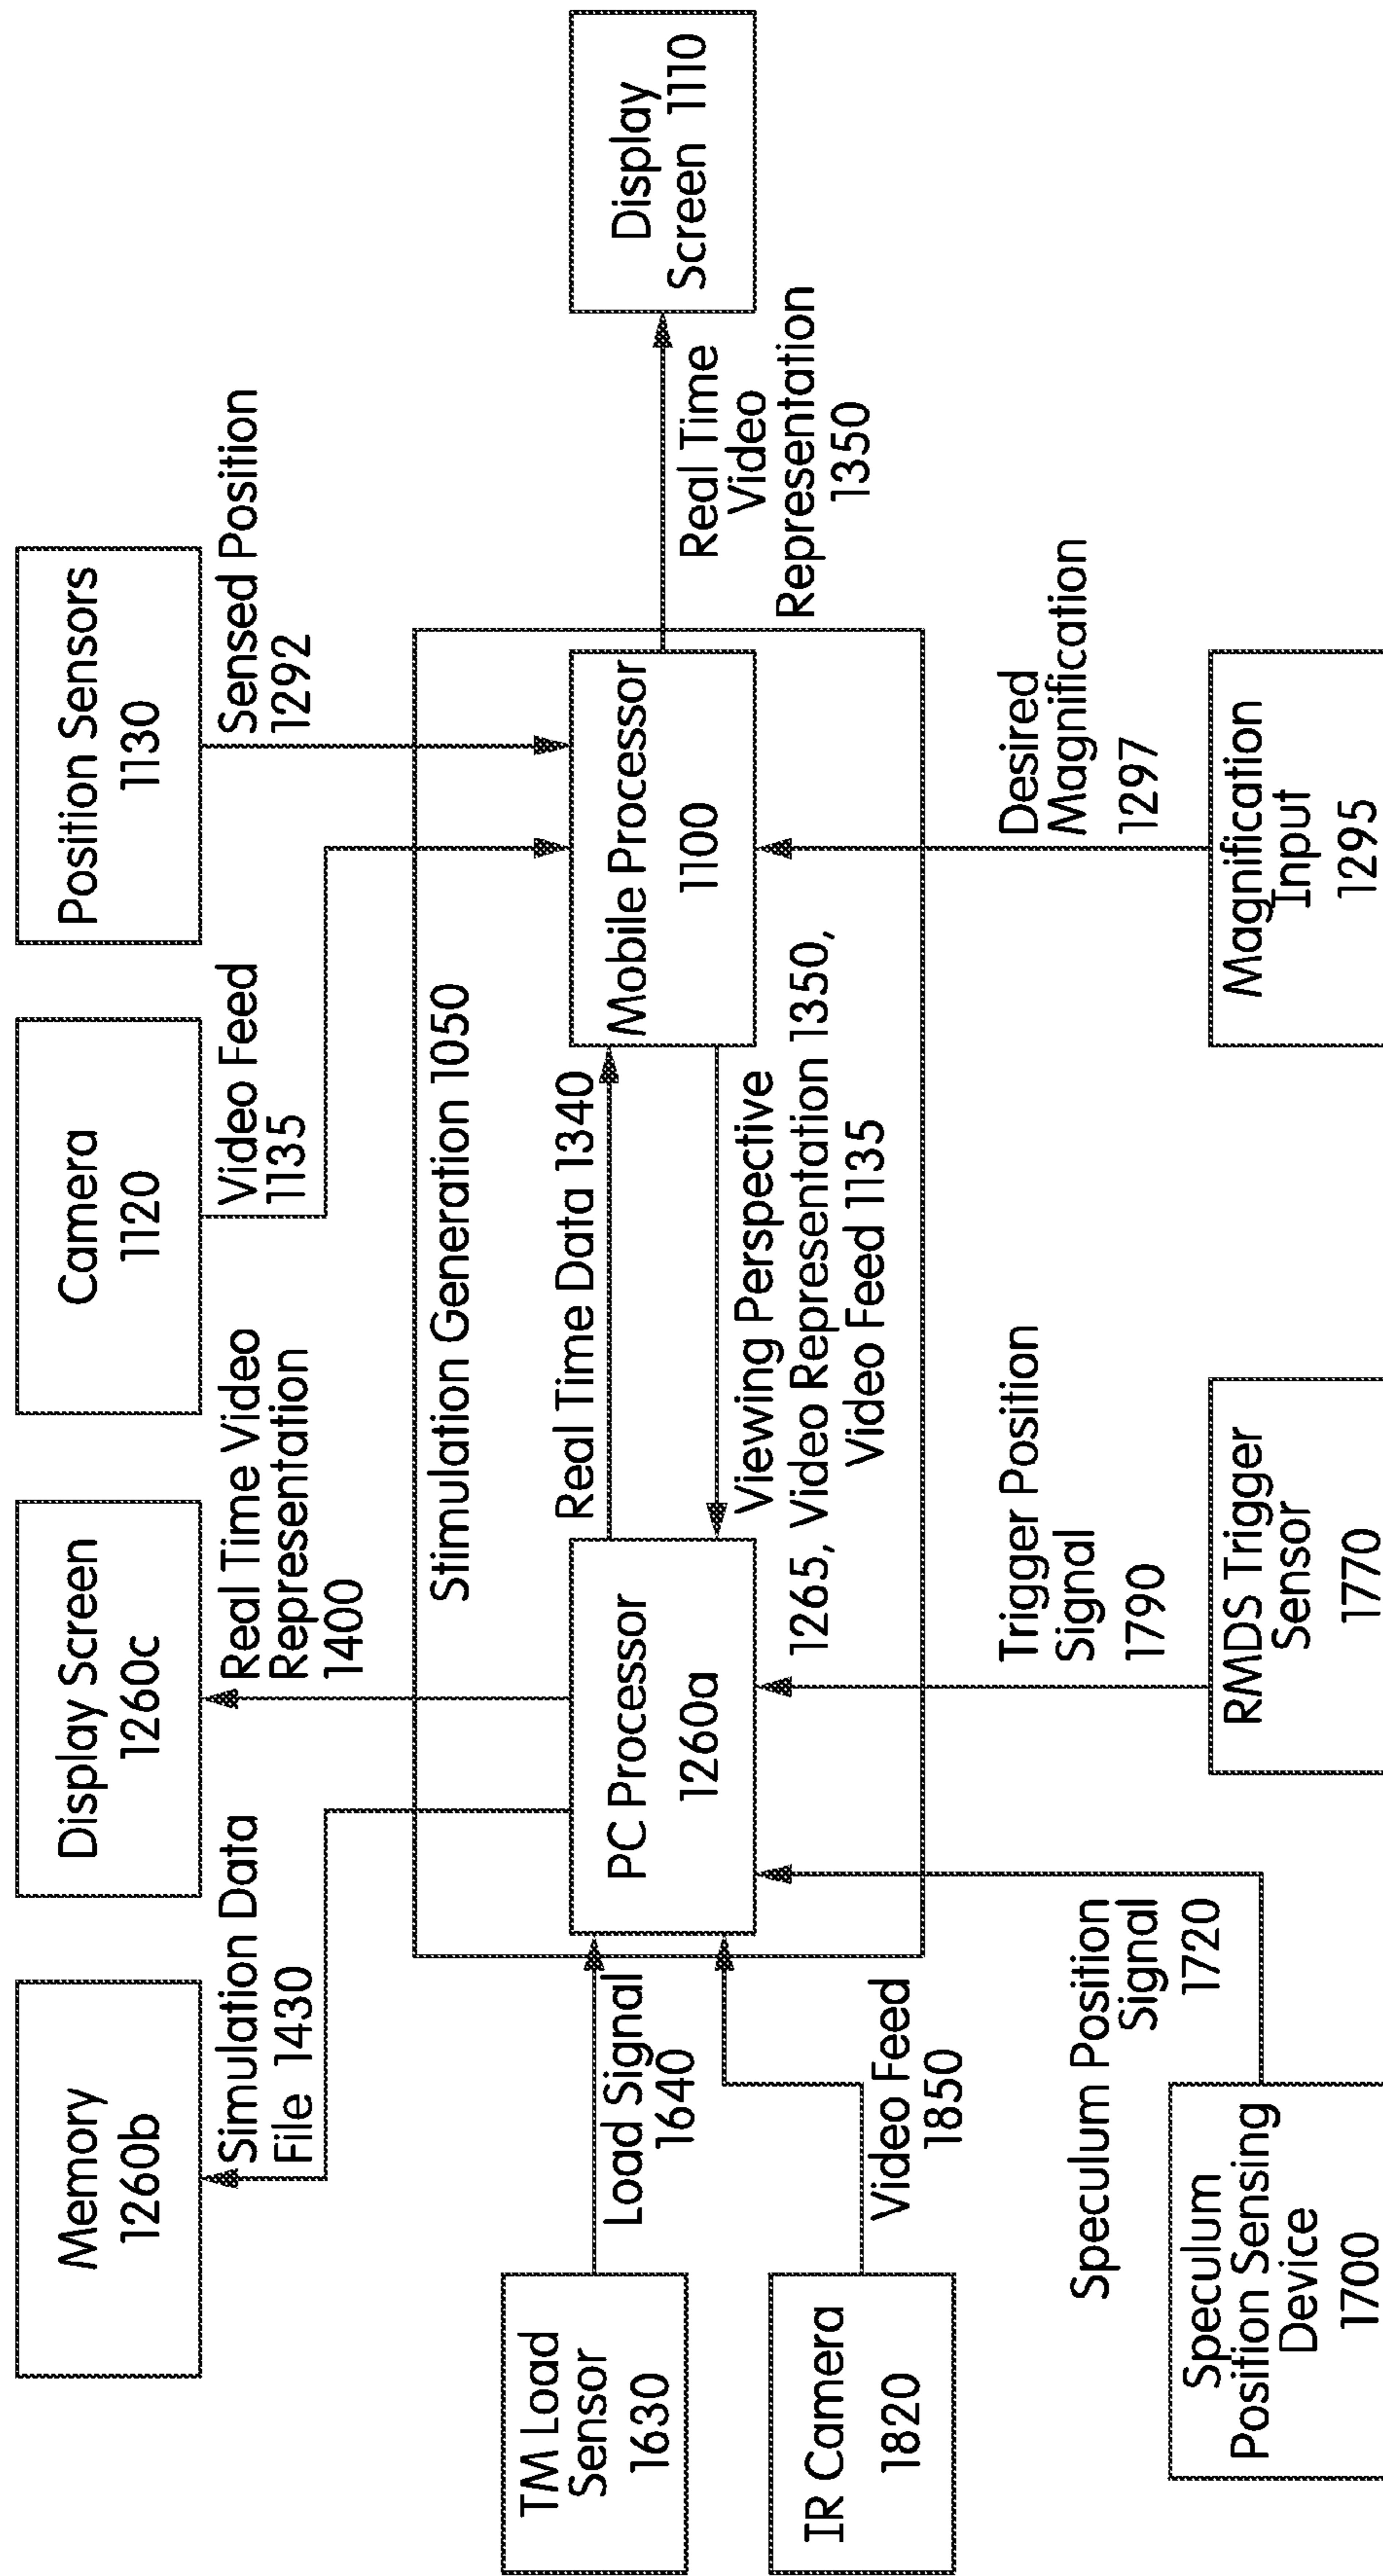 Memory
1260b
Simulation Data
File 1430
Display Screen
1260c
Real Time Video
Representation
1400
Camera
1120
Video Feed
1135
Position Sensors
1130
Sensed Position
1292
Stimulation Generation 1050
TM Load
Sensor
1630
Load Signal
1640
IR Camera
1820
Video Feed
1850
PC Processor
1260a
Real Time Data 1340
Viewing Perspective
1265, Video Representation 1350,
Video Feed 1135
Mobile Processor
1100
Real Time
Video
Representation
1350
Display
Screen 1110
Speculum
Position Sensing
Device
1700
Speculum Position
Signal
1720
RMDS Trigger
Sensor
1770
Trigger Position
Signal
1790
Magnification
Input
1295
Desired
Magnification
1297